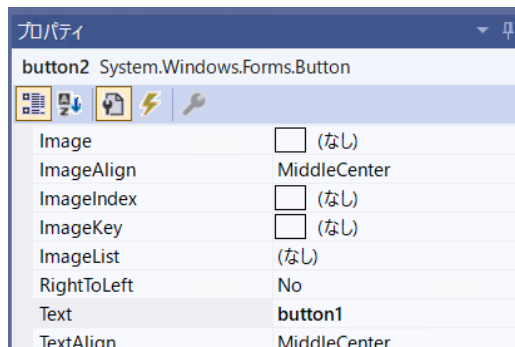 プロパティ
button2 System.Windows.Forms.Button
Image (なし)
ImageAlign MiddleCenter
ImageIndex (なし)
ImageKey (なし)
ImageList (なし)
RightToLeft No
Text button1
TextAlign MiddleCenter